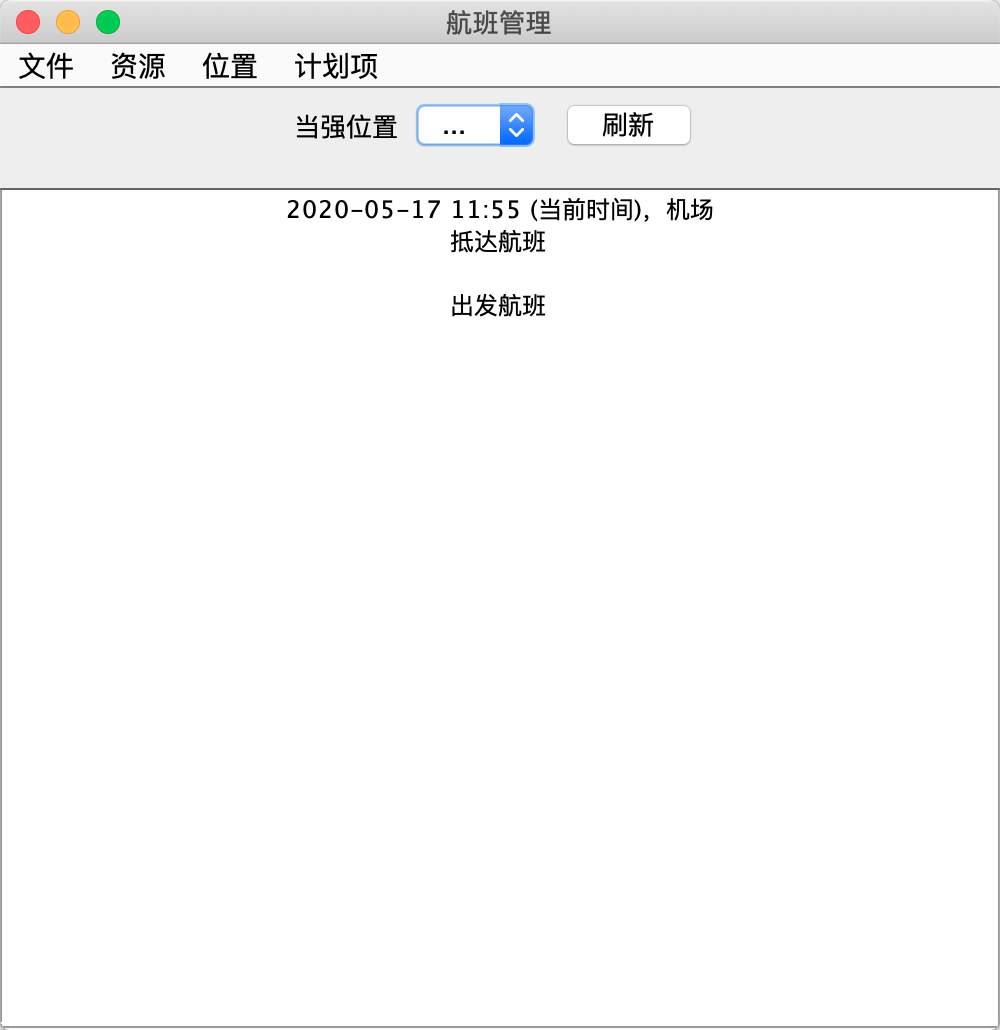 航班管理
文件 资源 位置 计划项
当强位置 ... 刷新
2020-05-17 11:55 (当前时间)，机场
抵达航班
出发航班